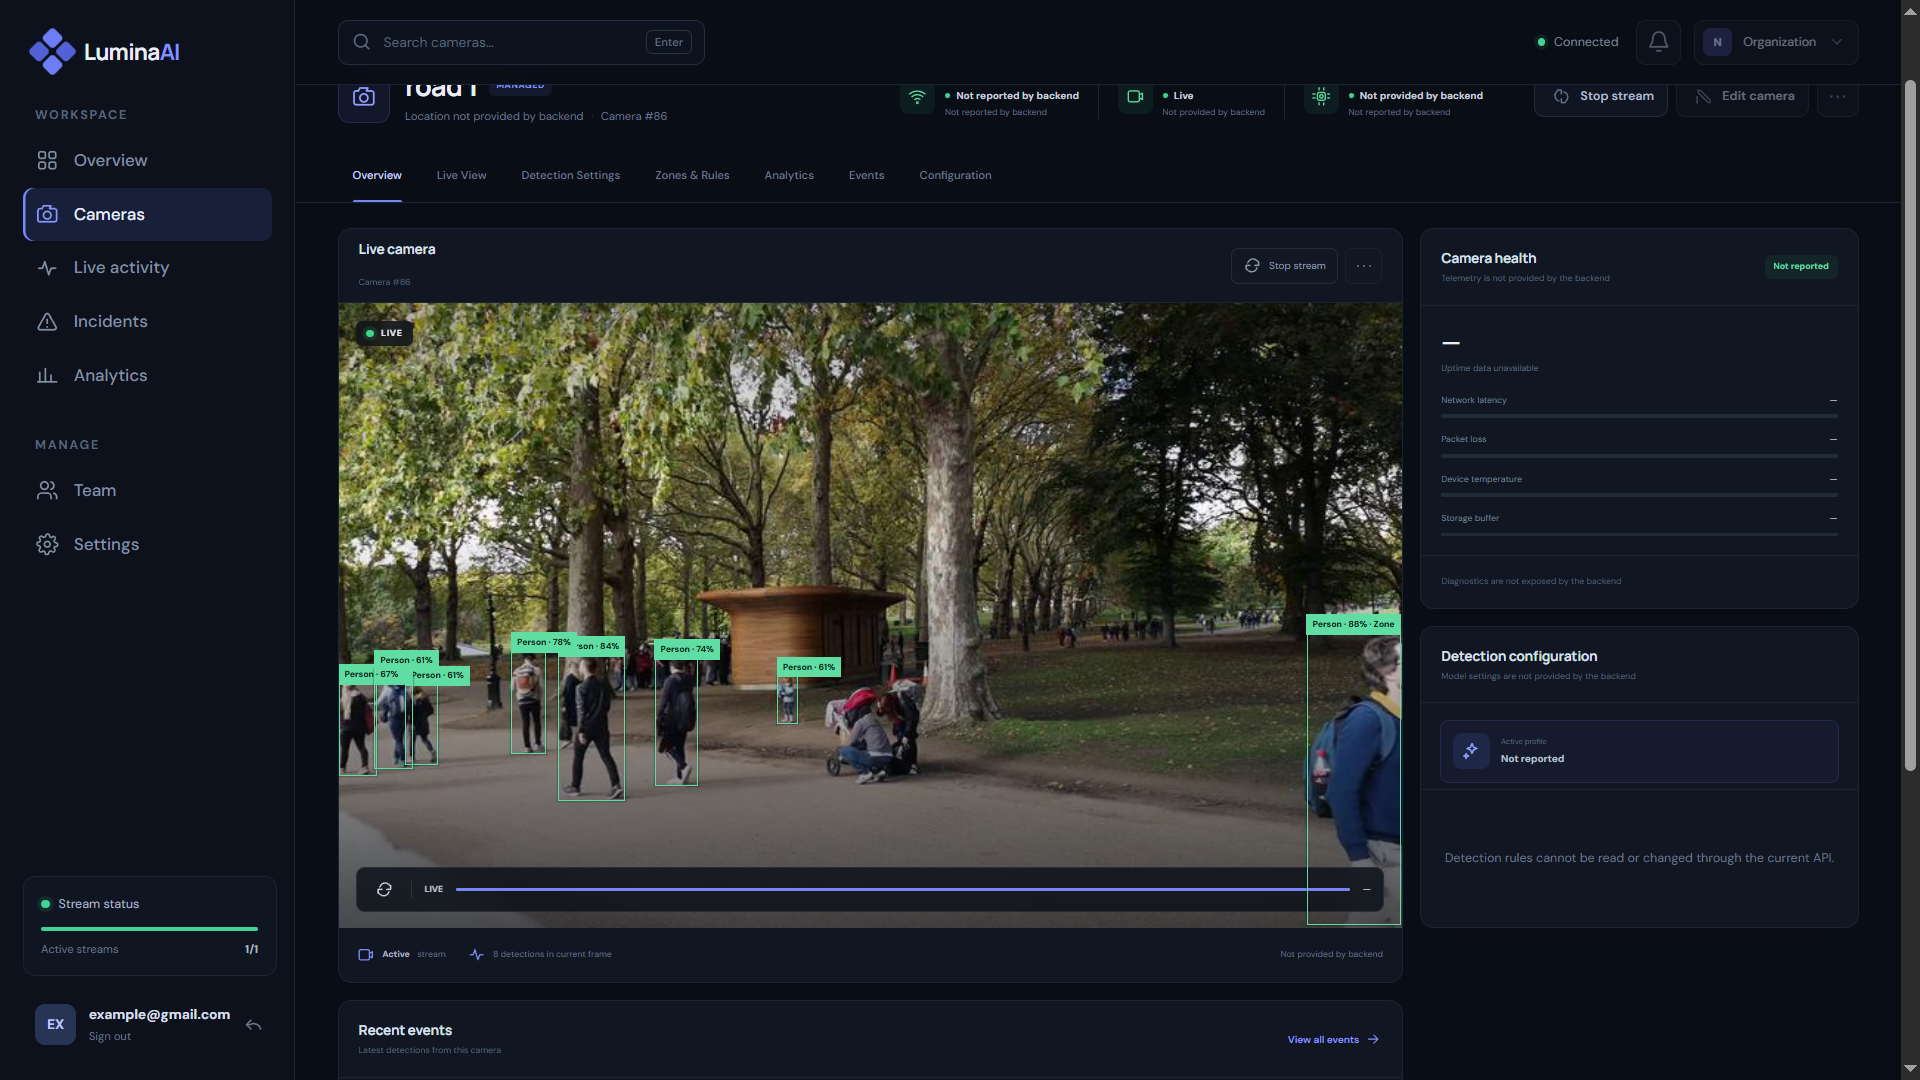 LuminaAI
Search cameras...
Enter
Connected
N
Organization
WORKSPACE
Overview
Cameras
Live activity
Incidents
Analytics
MANAGE
Team
Settings
Stream status
Active streams
1/1
EX
example@gmail.com
Sign out
road 1
MANAGED
Location not provided by backend · Camera #86
Not reported by backend
Not reported by backend
Live
Not provided by backend
Not provided by backend
Not reported by backend
Stop stream
Edit camera
Overview
Live View
Detection Settings
Zones & Rules
Analytics
Events
Configuration
Live camera
Camera #86
Stop stream
LIVE
Person · 78%
rson · 84%
Person · 74%
Person · 61%
Person · 67%
Person · 61%
Person · 61%
Person · 88% · Zone
LIVE
—
Active stream
8 detections in current frame
Not provided by backend
Recent events
Latest detections from this camera
View all events
Camera health
Telemetry is not provided by the backend
Not reported
—
Uptime data unavailable
Network latency
—
Packet loss
—
Device temperature
—
Storage buffer
—
Diagnostics are not exposed by the backend
Detection configuration
Model settings are not provided by the backend
Active profile
Not reported
Detection rules cannot be read or changed through the current API.